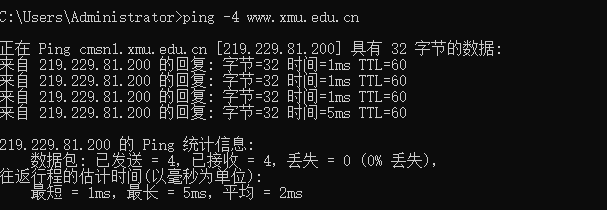 C:\Users\Administrator>ping -4 www.xmu.edu.cn
正在 Ping cmsn1.xmu.edu.cn [219.229.81.200] 具有 32 字节的数据:
来自 219.229.81.200 的回复: 字节=32 时间=1ms TTL=60
来自 219.229.81.200 的回复: 字节=32 时间=1ms TTL=60
来自 219.229.81.200 的回复: 字节=32 时间=1ms TTL=60
来自 219.229.81.200 的回复: 字节=32 时间=5ms TTL=60
219.229.81.200 的 Ping 统计信息:
数据包: 已发送 = 4, 已接收 = 4, 丢失 = 0 (0% 丢失),
往返行程的估计时间(以毫秒为单位):
最短 = 1ms, 最长 = 5ms, 平均 = 2ms